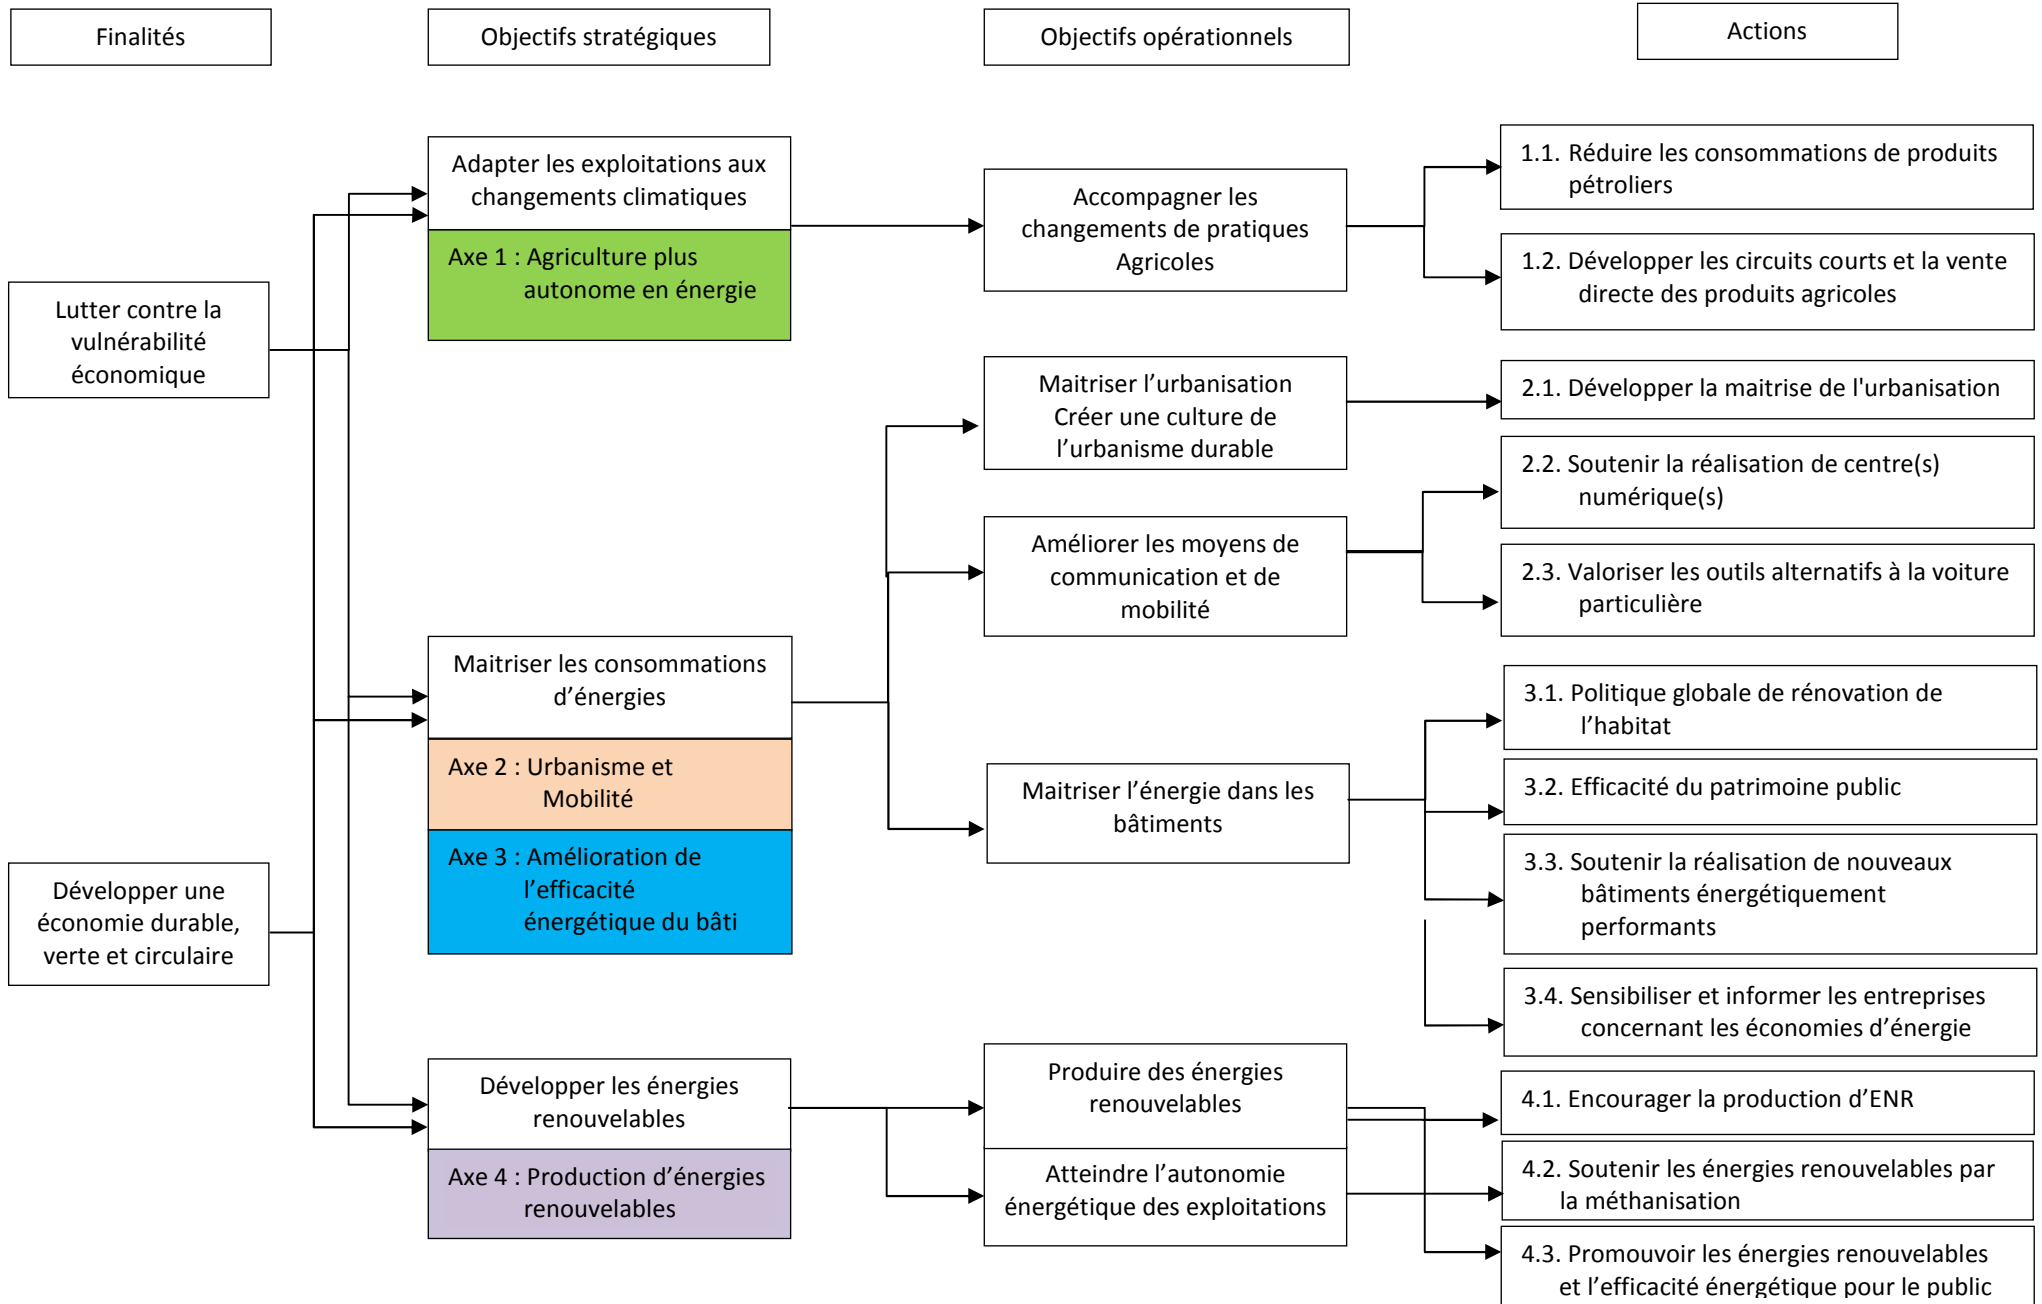 Finalités
Objectifs stratégiques
Objectifs opérationnels
Actions
Lutter contre la
vulnérabilité
économique
Développer une
économie durable,
verte et circulaire
Adapter les exploitations aux
changements climatiques
Axe 1 : Agriculture plus
autonome en énergie
Maitriser les consommations
d’énergies
Axe 2 : Urbanisme et
Mobilité
Axe 3 : Amélioration de
l’efficacité
énergétique du bâti
Développer les énergies
renouvelables
Axe 4 : Production d’énergies
renouvelables
Accompagner les
changements de pratiques
Agricoles
Maitriser l’urbanisation
Créer une culture de
l’urbanisme durable
Améliorer les moyens de
communication et de
mobilité
Maitriser l’énergie dans les
bâtiments
Produire des énergies
renouvelables
Atteindre l’autonomie
énergétique des exploitations
1.1. Réduire les consommations de produits
pétroliers
1.2. Développer les circuits courts et la vente
directe des produits agricoles
2.1. Développer la maitrise de l'urbanisation
2.2. Soutenir la réalisation de centre(s)
numérique(s)
2.3. Valoriser les outils alternatifs à la voiture
particulière
3.1. Politique globale de rénovation de
l’habitat
3.2. Efficacité du patrimoine public
3.3. Soutenir la réalisation de nouveaux
bâtiments énergétiquement
performants
3.4. Sensibiliser et informer les entreprises
concernant les économies d’énergie
4.1. Encourager la production d’ENR
4.2. Soutenir les énergies renouvelables par
la méthanisation
4.3. Promouvoir les énergies renouvelables
et l’efficacité énergétique pour le public